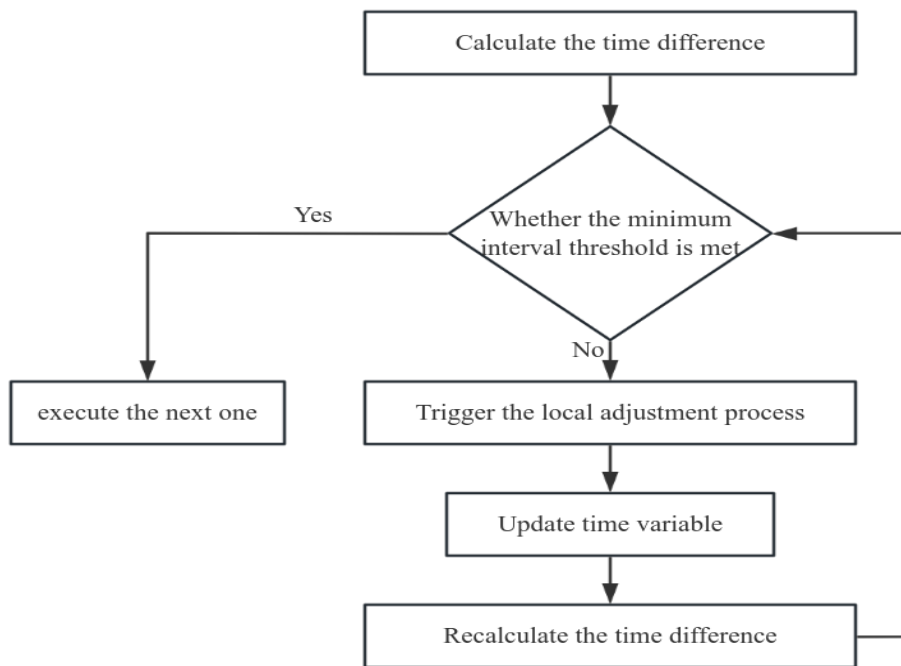 Calculate the time difference
Yes
Whether the minimum
interval threshold is met
No
execute the next one
Trigger the local adjustment process
Update time variable
Recalculate the time difference